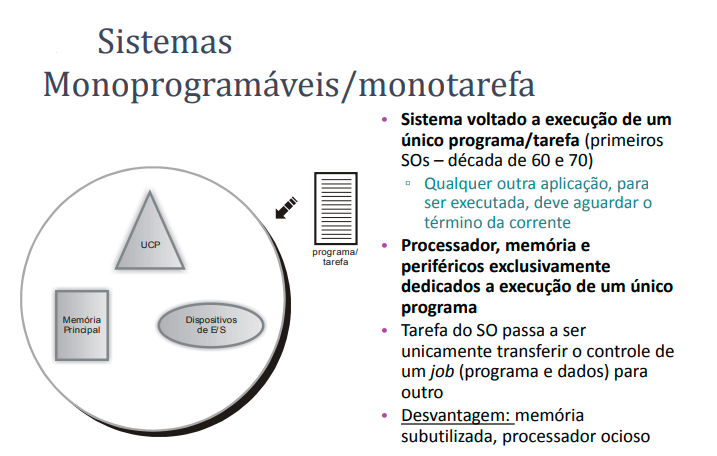 Sistemas
Monoprogramáveis/monotarefa
• Sistema voltado a execução de um
único programa/tarefa (primeiros
SOs – década de 60 e 70)
▫ Qualquer outra aplicação, para
ser executada, deve aguardar o
término da corrente
• Processador, memória e
periféricos exclusivamente
dedicados a execução de um único
programa
• Tarefa do SO passa a ser
unicamente transferir o controle de
um job (programa e dados) para
outro
• Desvantagem: memória
subutilizada, processador ocioso
UCP
Memória
Principal
Dispositivos
de E/S
programa/
tarefa